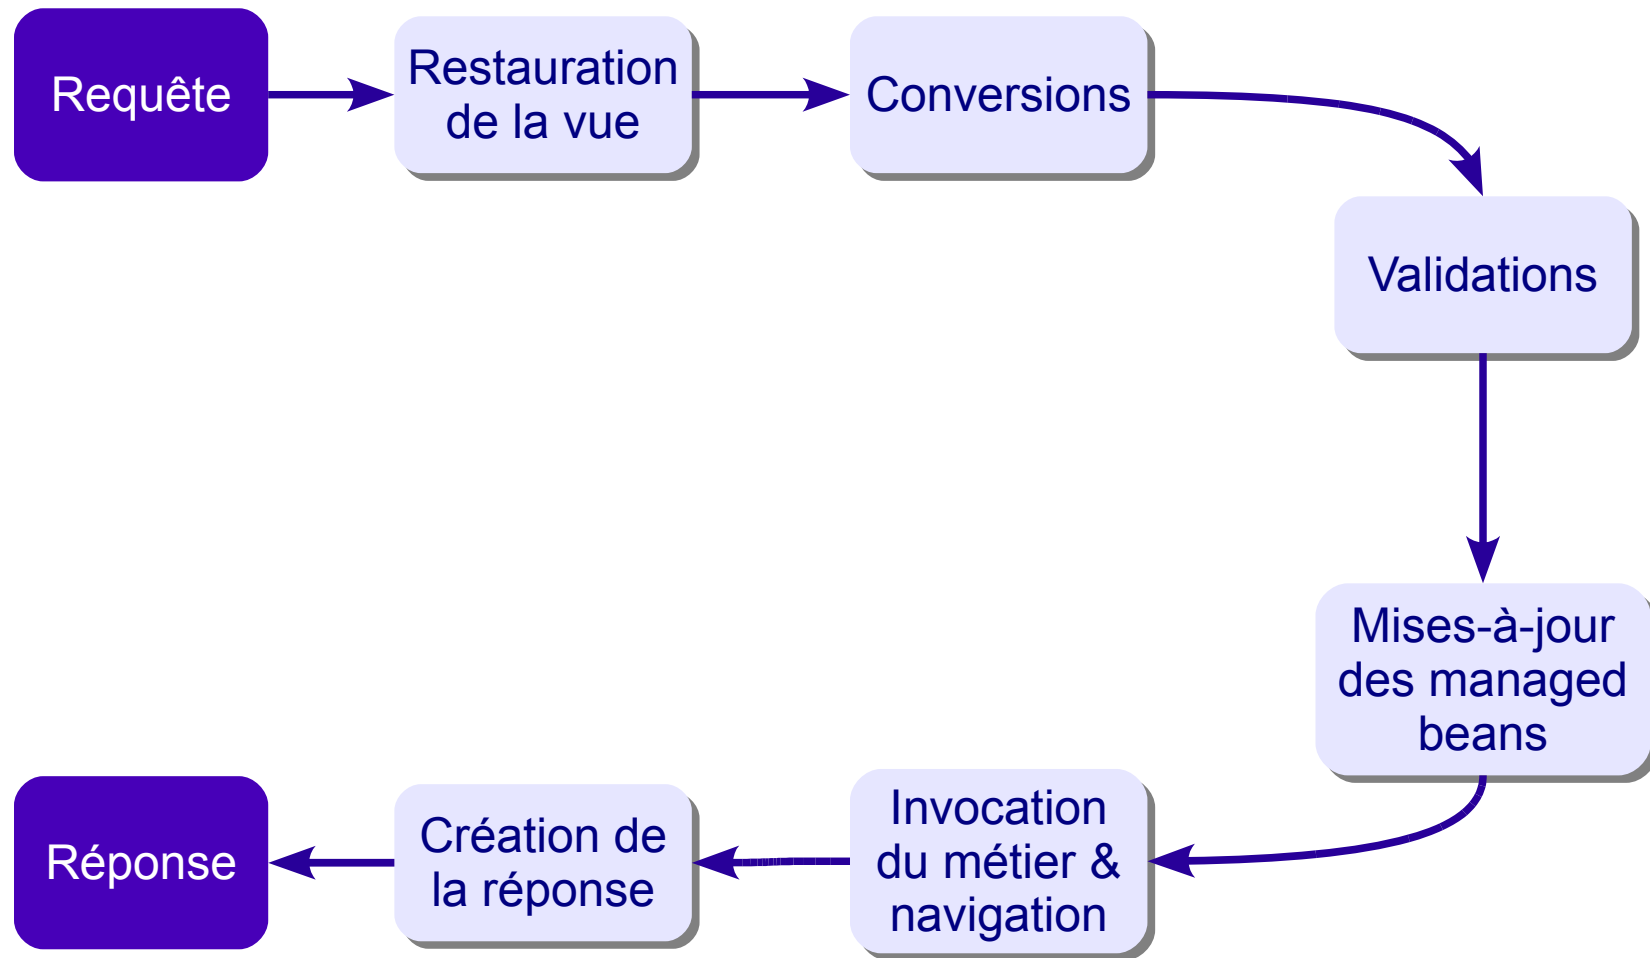 Requête
Restauration
de la vue
Conversions
Validations
Mises-à-jour
des managed
beans
Invocation
du métier &
navigation
Création de
la réponse
Réponse